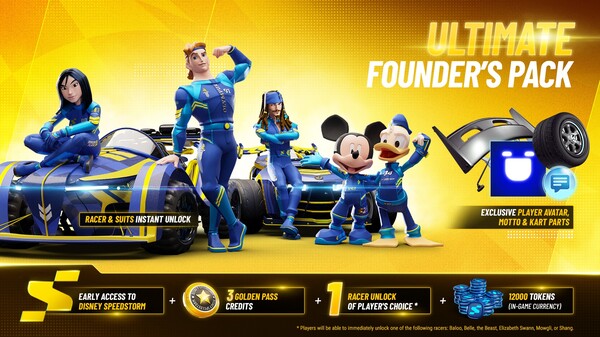 ULTIMATE
FOUNDER'S PACK
RACER & SUITS INSTANT UNLOCK
EXCLUSIVE PLAYER AVATAR,
MOTTO & KART PARTS
EARLY ACCESS TO
DISNEY SPEEDSTORM
+
3 GOLDEN PASS
CREDITS
+
1 RACER UNLOCK
OF PLAYER'S CHOICE *
+
12000 TOKENS
(IN-GAME CURRENCY)
* Players will be able to immediately unlock one of the following racers: Baloo, Belle, the Beast, Elizabeth Swann, Mowgli, or Shang.